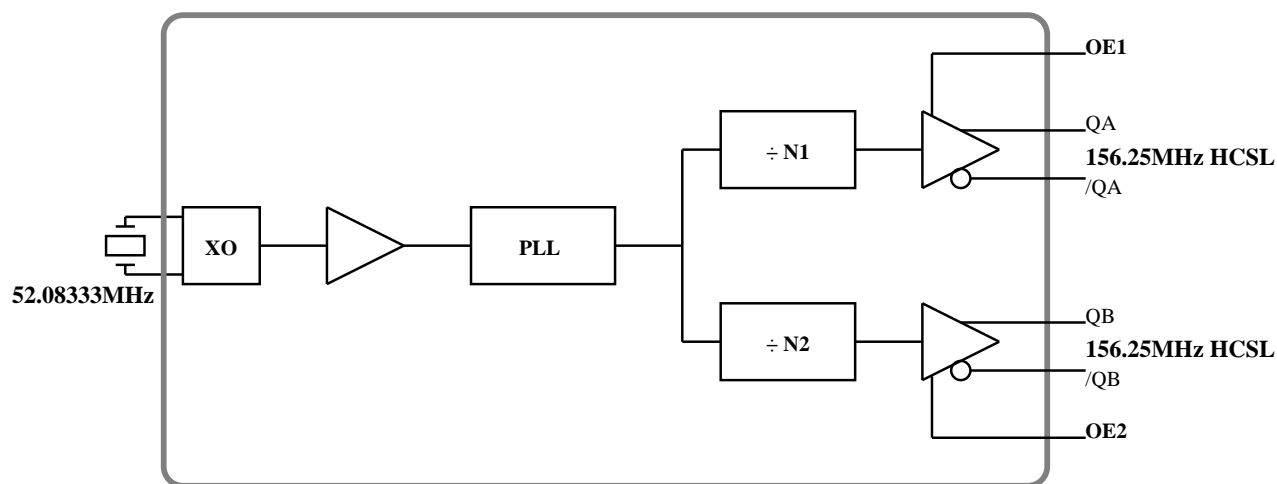 OE1
QA
÷ N1
156.25MHz HCSL
/QA
XO
PLL
52.08333MHz
QB
÷ N2
156.25MHz HCSL
/QB
OE2